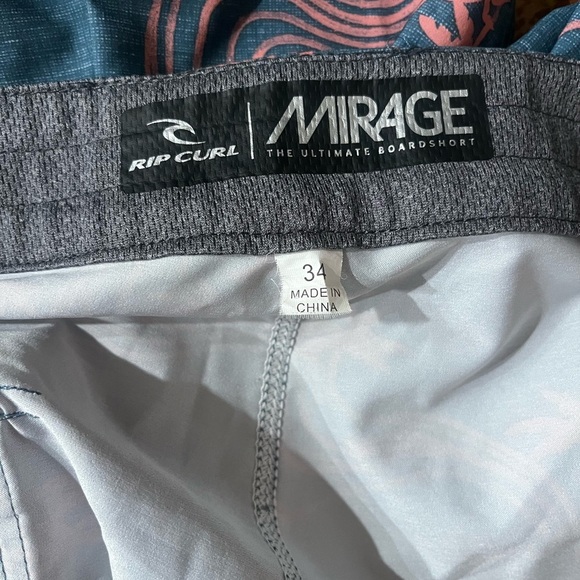 RIP CURL
MIRAGE
THE ULTIMATE BOARDSHORT
34
MADE IN
CHINA